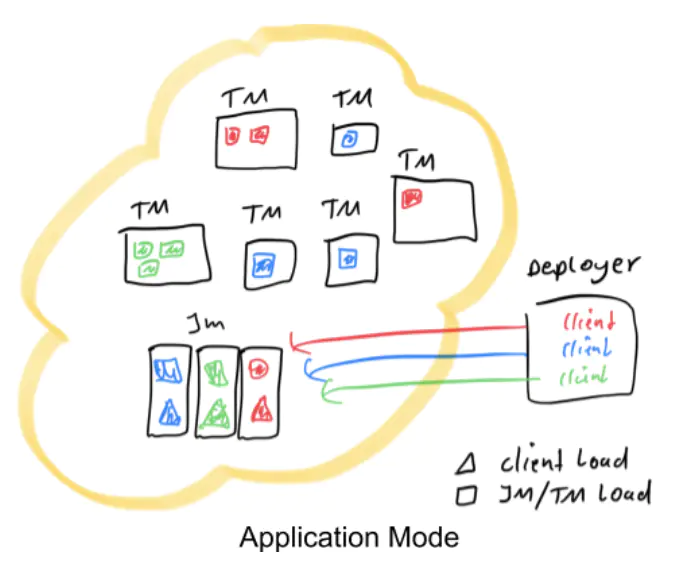 TM
TM
TM
TM
TM
TM
Deployer
Jm
client
client
client
client Load
JM/TM Load
Application Mode